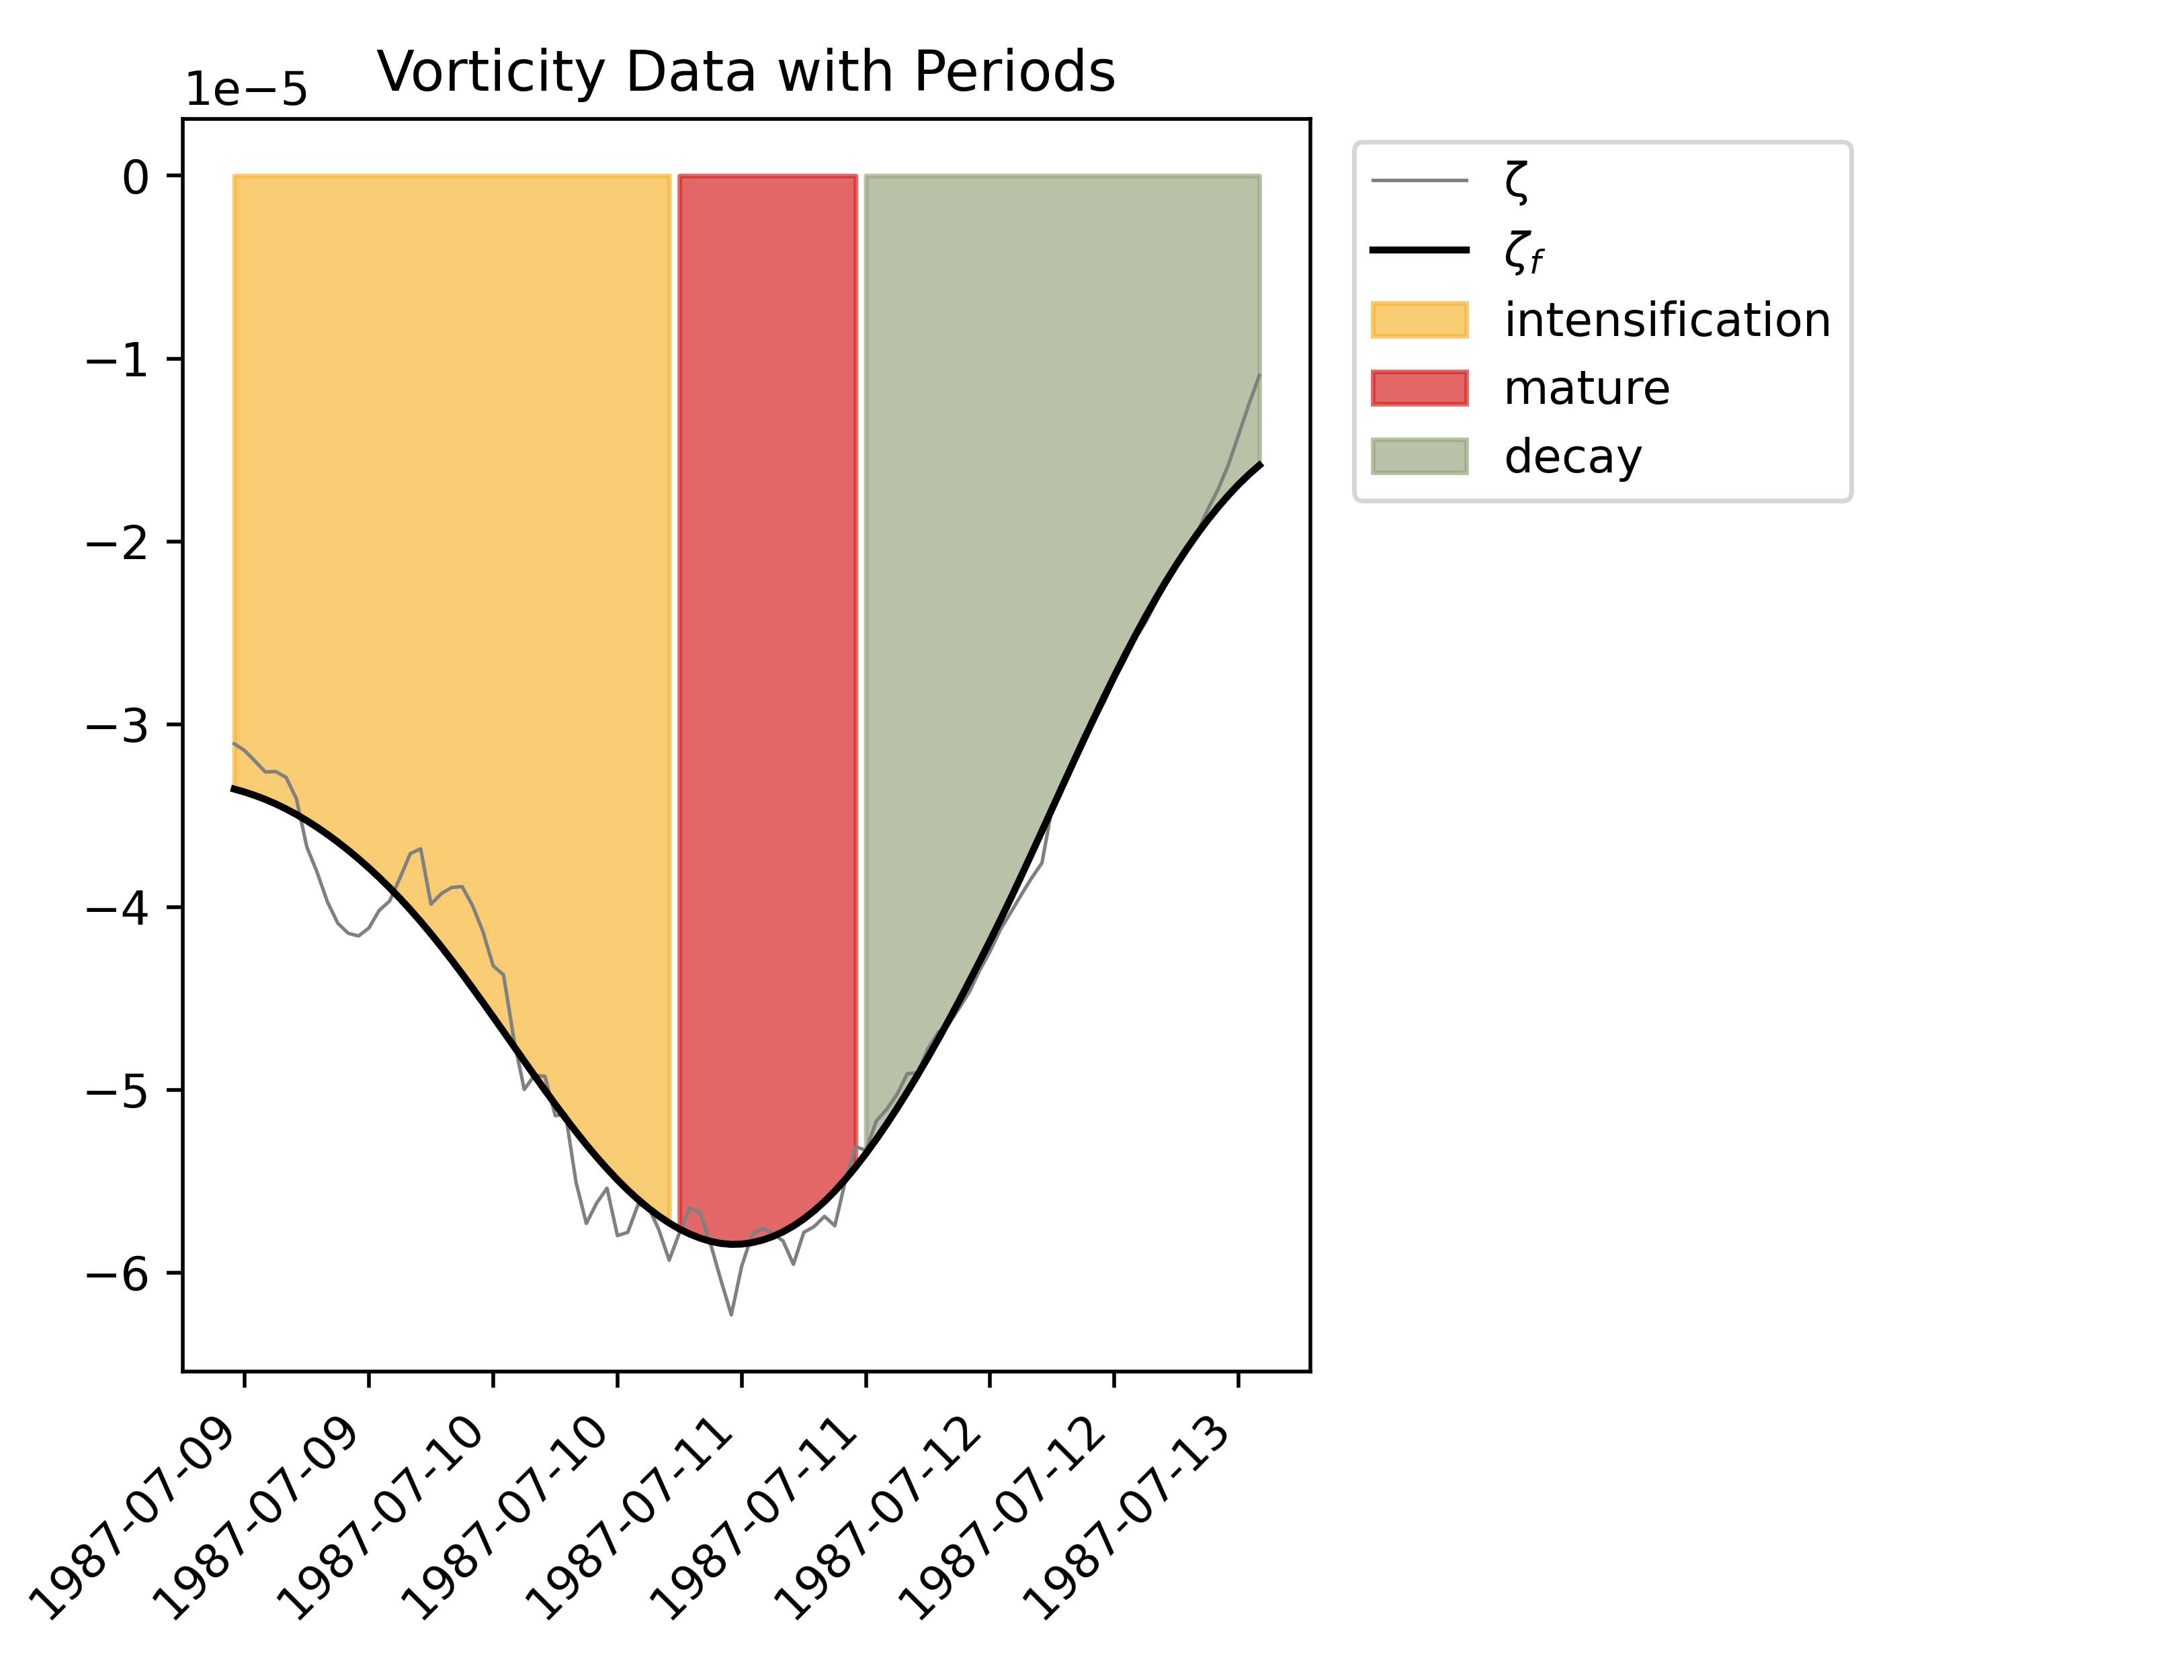 Vorticity Data with Periods
1e−5
0
−1
−2
−3
−4
−5
−6
1987-07-09
1987-07-09
1987-07-10
1987-07-10
1987-07-11
1987-07-11
1987-07-12
1987-07-12
1987-07-13
ζ
ζf
intensification
mature
decay